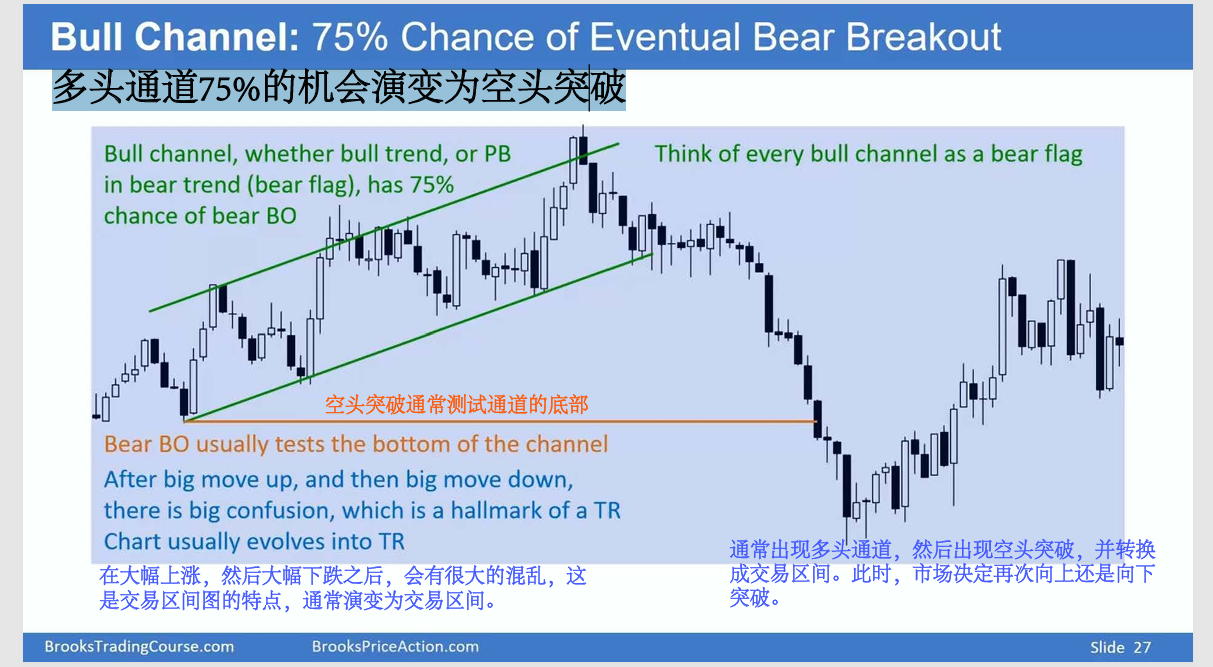 Bull Channel: 75% Chance of Eventual Bear Breakout
多头通道75%的机会演变为空头突破
Bull channel, whether bull trend, or PB
in bear trend (bear flag), has 75%
chance of bear BO
Think of every bull channel as a bear flag
空头突破通常测试通道的底部
Bear BO usually tests the bottom of the channel
After big move up, and then big move down,
there is big confusion, which is a hallmark of a TR
Chart usually evolves into TR
在大幅上涨，然后大幅下跌之后，会有很大的混乱，这
是交易区间图的特点，通常演变为交易区间。
通常出现多头通道，然后出现空头突破，并转换
成交易区间。此时，市场决定再次向上还是向下
突破。
BrooksTradingCourse.com
BrooksPriceAction.com
Slide 27